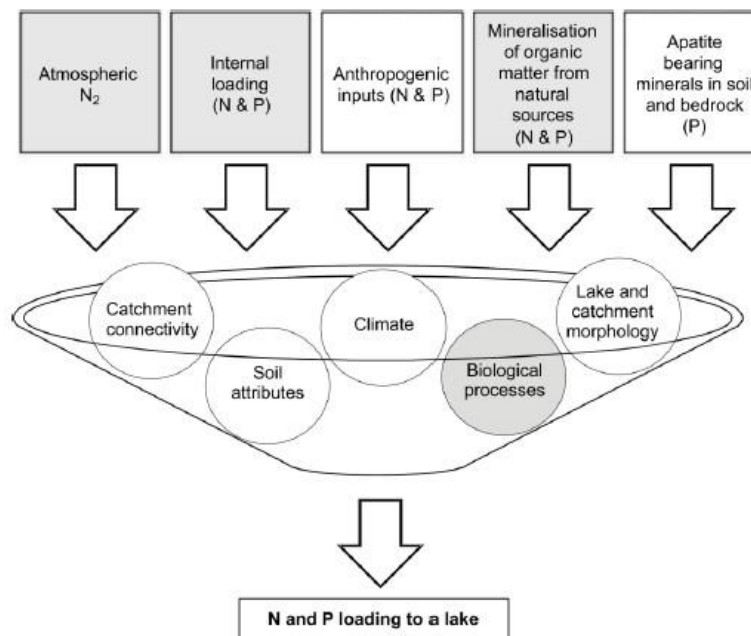 Atmospheric
N₂
Internal
loading
(N & P)
Anthropogenic
inputs (N & P)
Mineralisation
of organic
matter from
natural
sources
(N & P)
Apatite
bearing
minerals in soil
and bedrock
(P)
Catchment
connectivity
Soil
attributes
Climate
Biological
processes
Lake and
catchment
morphology
N and P loading to a lake